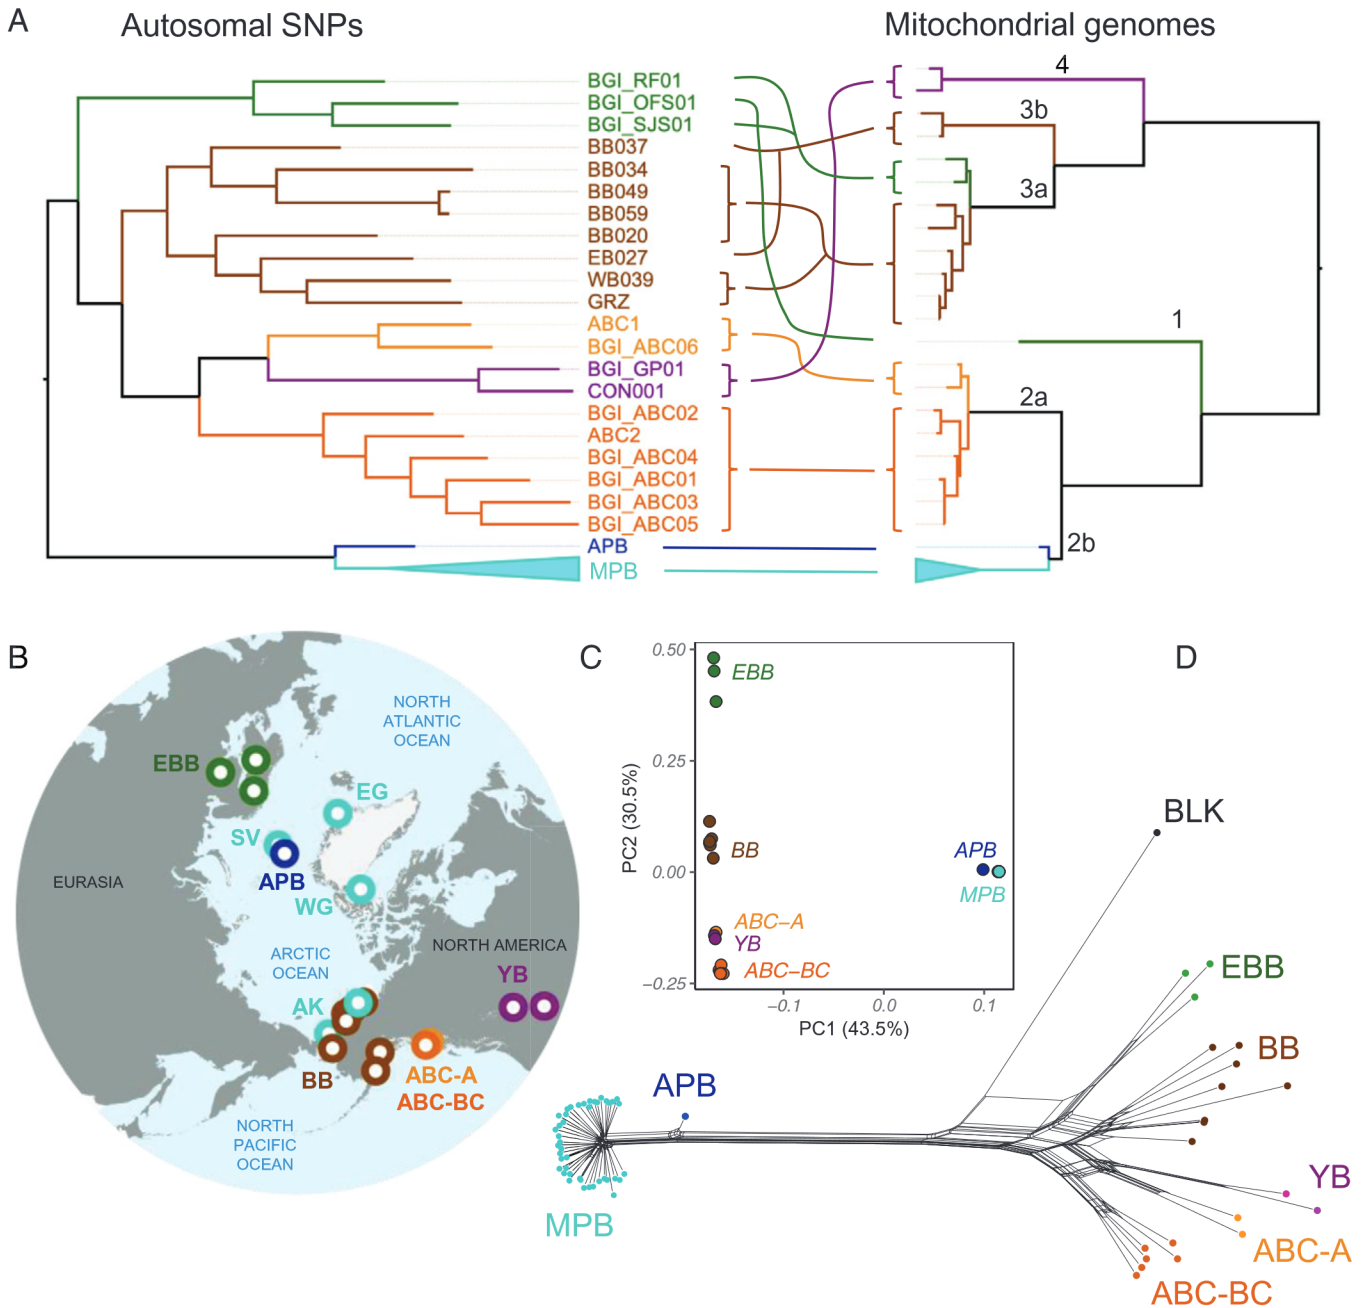 A
Autosomal SNPs
Mitochondrial genomes
BGI_RF01
BGI_OFS01
BGI_SJS01
BB037
BB034
BB049
BB059
BB020
EB027
WB039
GRZ
ABC1
BGI_ABC06
BGI_GP01
CON001
BGI_ABC02
ABC2
BGI_ABC04
BGI_ABC01
BGI_ABC03
BGI_ABC05
APB
MPB
4
3b
3a
1
2a
2b
B
NORTH
ATLANTIC
OCEAN
EBB
EG
SV
APB
EURASIA
WG
ARCTIC
OCEAN
NORTH AMERICA
YB
AK
BB
ABC-A
ABC-BC
NORTH
PACIFIC
OCEAN
C
0.50
0.25
0.00
−0.25
PC2 (30.5%)
EBB
BB
APB
MPB
ABC−A
YB
ABC−BC
−0.1
0.0
0.1
PC1 (43.5%)
D
BLK
EBB
BB
APB
YB
MPB
ABC-A
ABC-BC